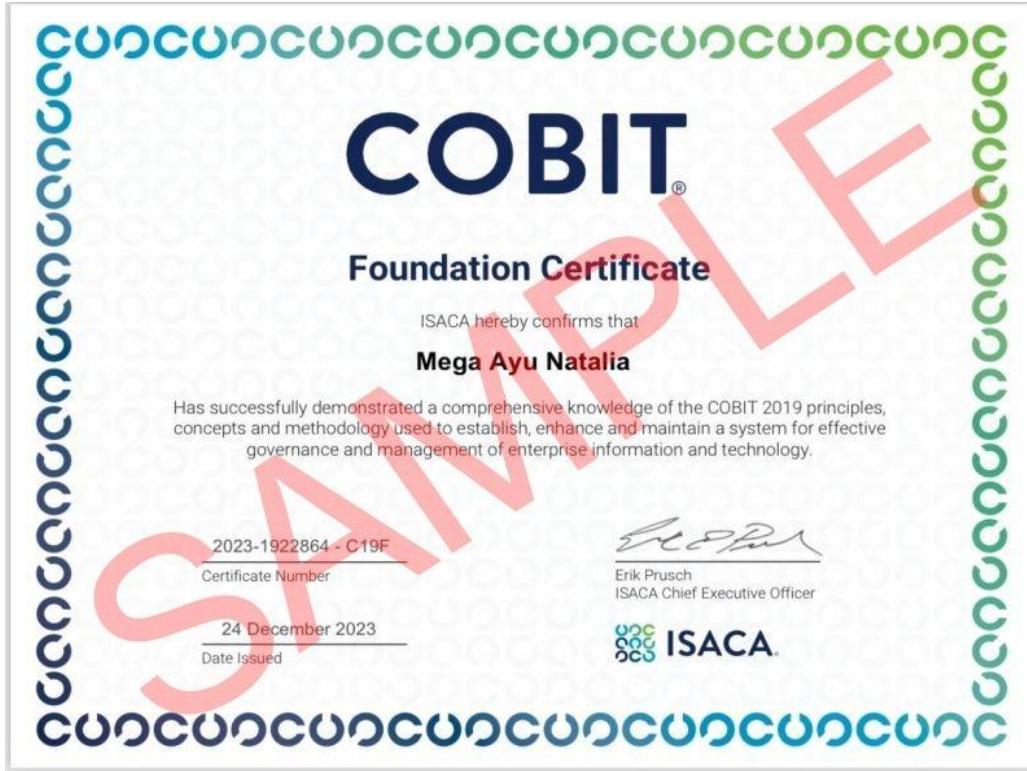 COBIT®
Foundation Certificate
ISACA hereby confirms that
Mega Ayu Natalia
Has successfully demonstrated a comprehensive knowledge of the COBIT 2019 principles,
concepts and methodology used to establish, enhance and maintain a system for effective
governance and management of enterprise information and technology.
2023-1922864 - C19F
Certificate Number
24 December 2023
Date Issued
Erik Prusch
ISACA Chief Executive Officer
ISACA.
SAMPLE